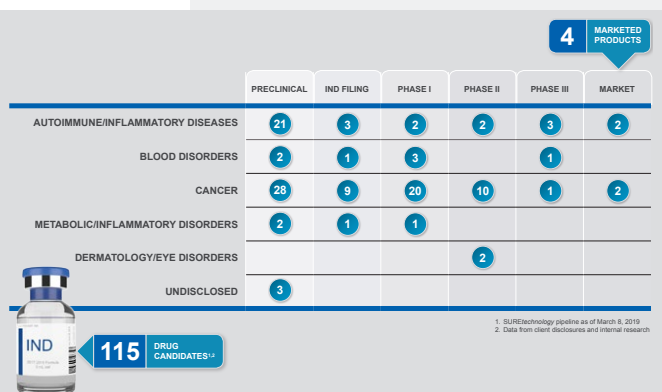 4 MARKETED
PRODUCTS
PRECLINICAL IND FILING PHASE I PHASE II PHASE III MARKET
AUTOIMMUNE/INFLAMMATORY DISEASES 21 3 2 2 3 2
BLOOD DISORDERS 2 1 3 1
CANCER 28 9 20 10 1 2
METABOLIC/INFLAMMATORY DISORDERS 2 1 1
DERMATOLOGY/EYE DISORDERS 2
UNDISCLOSED 3
1. SUREtechnology pipeline as of March 8, 2019
2. Data from client disclosures and internal research
IND
115 DRUG
CANDIDATES1,2